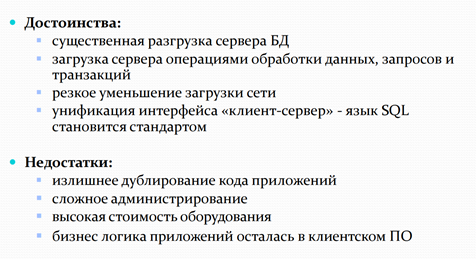 Достоинства:
существенная разгрузка сервера БД
загрузка сервера операциями обработки данных, запросов и
транзакций
резкое уменьшение загрузки сети
унификация интерфейса «клиент-сервер» - язык SQL
становится стандартом
Недостатки:
излишнее дублирование кода приложений
сложное администрирование
высокая стоимость оборудования
бизнес логика приложений осталась в клиентском ПО